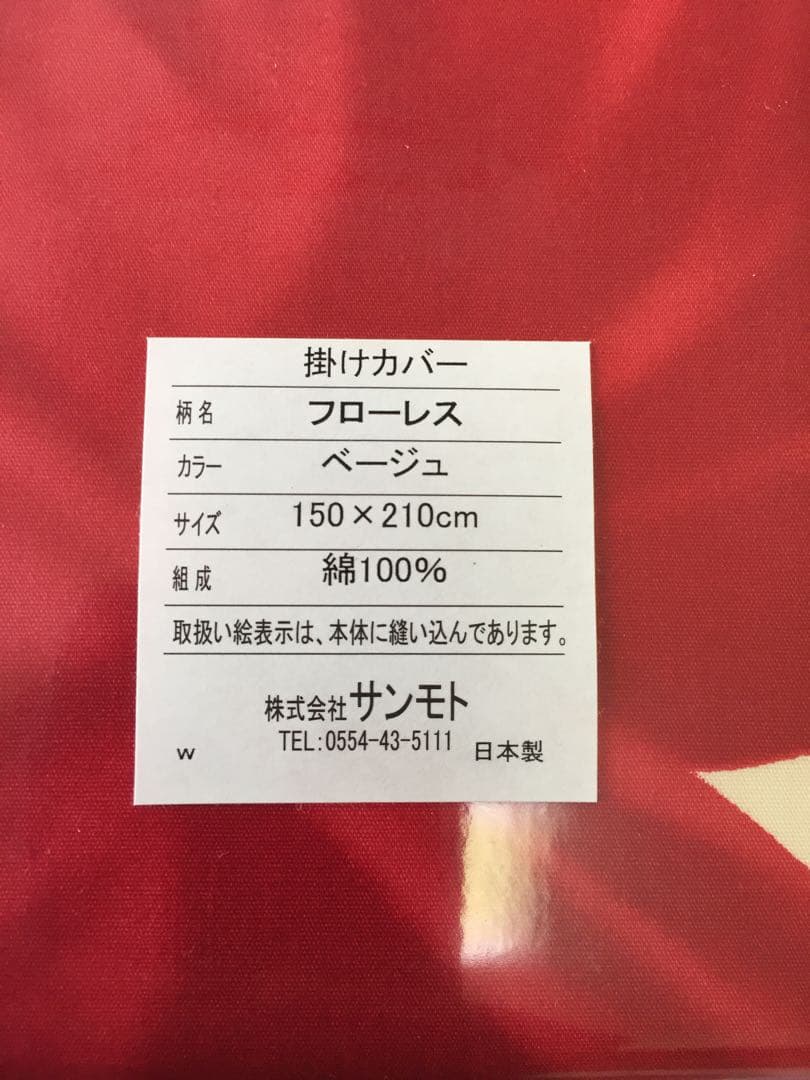 掛けカバー
柄名 フローレス
カラー ベージュ
サイズ 150×210cm
組成 綿100%
取扱い絵表示は、本体に縫い込んであります。
株式会社サンモト
TEL:0554-43-5111
W 日本製